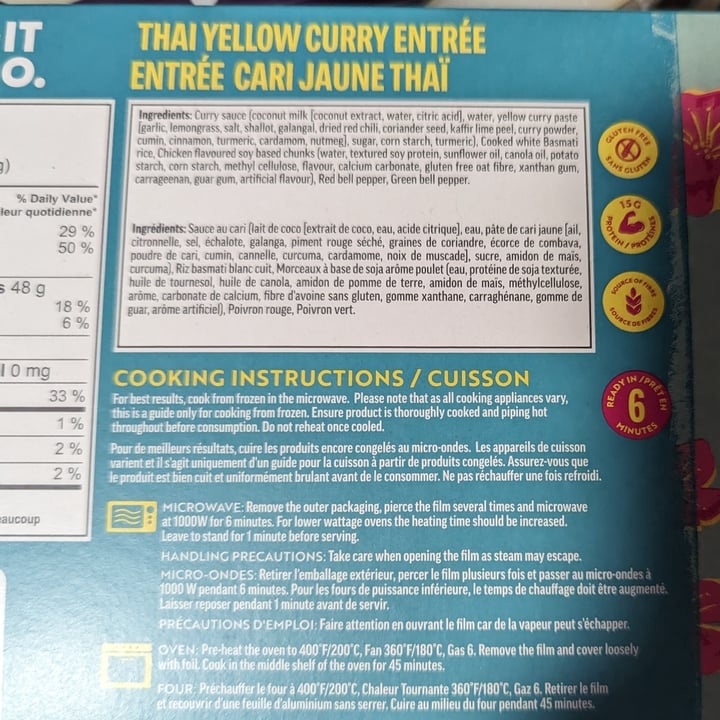 IT
O.
THAI YELLOW CURRY ENTRÉE
ENTRÉE CARI JAUNE THAÏ
g)
% Daily Value*
leur quotidienne*
29 %
50 %
s 48 g
18 %
6 %
l 0 mg
33 %
1 %
2 %
2 %
eaucoup
Ingredients: Curry sauce [coconut milk [coconut extract, water, citric acid], water, yellow curry paste
[garlic, lemongrass, salt, shallot, galangal, dried red chili, coriander seed, kaffir lime peel, curry powder,
cumin, cinnamon, turmeric, cardamom, nutmeg], sugar, corn starch, turmeric), Cooked white Basmati
rice, Chicken flavoured soy based chunks (water, textured soy protein, sunflower oil, canola oil, potato
starch, corn starch, methyl cellulose, flavour, calcium carbonate, gluten free oat fibre, xanthan gum,
carrageenan, guar gum, artificial flavour), Red bell pepper, Green bell pepper.
Ingrédients: Sauce au cari (lait de coco [extrait de coco, eau, acide citrique], eau, pâte de cari jaune [ail,
citronnelle, sel, échalote, galanga, piment rouge séché, graines de coriandre, écorce de combava,
poudre de cari, cumin, cannelle, curcuma, cardamome, noix de muscade], sucre, amidon de maïs,
curcuma), Riz basmati blanc cuit, Morceaux à base de soja arôme poulet (eau, protéine de soja texturée,
huile de tournesol, huile de canola, amidon de pomme de terre, amidon de maïs, méthylcellulose,
arôme, carbonate de calcium, fibre d'avoine sans gluten, gomme xanthane, carraghénane, gomme de
guar, arôme artificiel), Poivron rouge, Poivron vert.
GLUTEN FREE
SANS GLUTEN
15G
PROTEIN / PROTÉINES
SOURCE OF FIBRE
SOURCE DE FIBRES
READY IN / PRÊT EN
6
MINUTES
COOKING INSTRUCTIONS / CUISSON
For best results, cook from frozen in the microwave. Please note that as all cooking appliances vary,
this is a guide only for cooking from frozen. Ensure product is thoroughly cooked and piping hot
throughout before consumption. Do not reheat once cooled.
Pour de meilleurs résultats, cuire les produits encore congelés au micro-ondes. Les appareils de cuisson
varient et il s'agit uniquement d'un guide pour la cuisson à partir de produits congelés. Assurez-vous que
le produit est bien cuit et uniformément brulant avant de le consommer. Ne pas réchauffer une fois refroidi.
MICROWAVE: Remove the outer packaging, pierce the film several times and microwave
at 1000W for 6 minutes. For lower wattage ovens the heating time should be increased.
Leave to stand for 1 minute before serving.
HANDLING PRECAUTIONS: Take care when opening the film as steam may escape.
MICRO-ONDES: Retirer l'emballage extérieur, percer le film plusieurs fois et passer au micro-ondes à
1000 W pendant 6 minutes. Pour les fours de puissance inférieure, le temps de chauffage doit être augmenté.
Laisser reposer pendant 1 minute avant de servir.
PRÉCAUTIONS D'EMPLOI: Faire attention en ouvrant le film car de la vapeur peut s'échapper.
OVEN: Pre-heat the oven to 400°F/200°C, Fan 360°F/180°C, Gas 6. Remove the film and cover loosely
with foil. Cook in the middle shelf of the oven for 45 minutes.
FOUR: Préchauffer le four à 400°F/200°C, Chaleur Tournante 360°F/180°C, Gaz 6. Retirer le film
et recouvrir d'une feuille d'aluminium sans serrer. Cuire au milieu du four pendant 45 minutes.